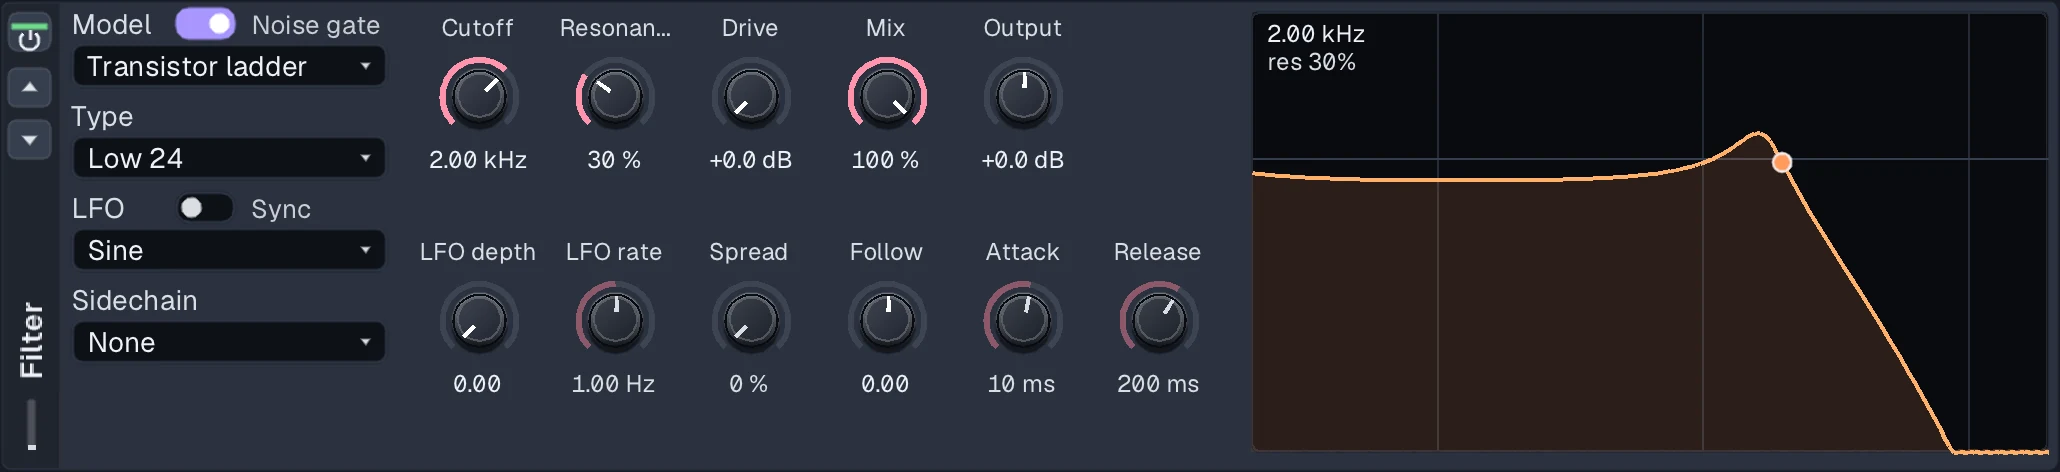 Model
Noise gate
Transistor ladder
Type
Low 24
LFO
Sync
Sine
Sidechain
None
Filter
Cutoff
Resonan...
Drive
Mix
Output
2.00 kHz
30 %
+0.0 dB
100 %
+0.0 dB
LFO depth
LFO rate
Spread
Follow
Attack
Release
0.00
1.00 Hz
0 %
0.00
10 ms
200 ms
2.00 kHz
res 30%